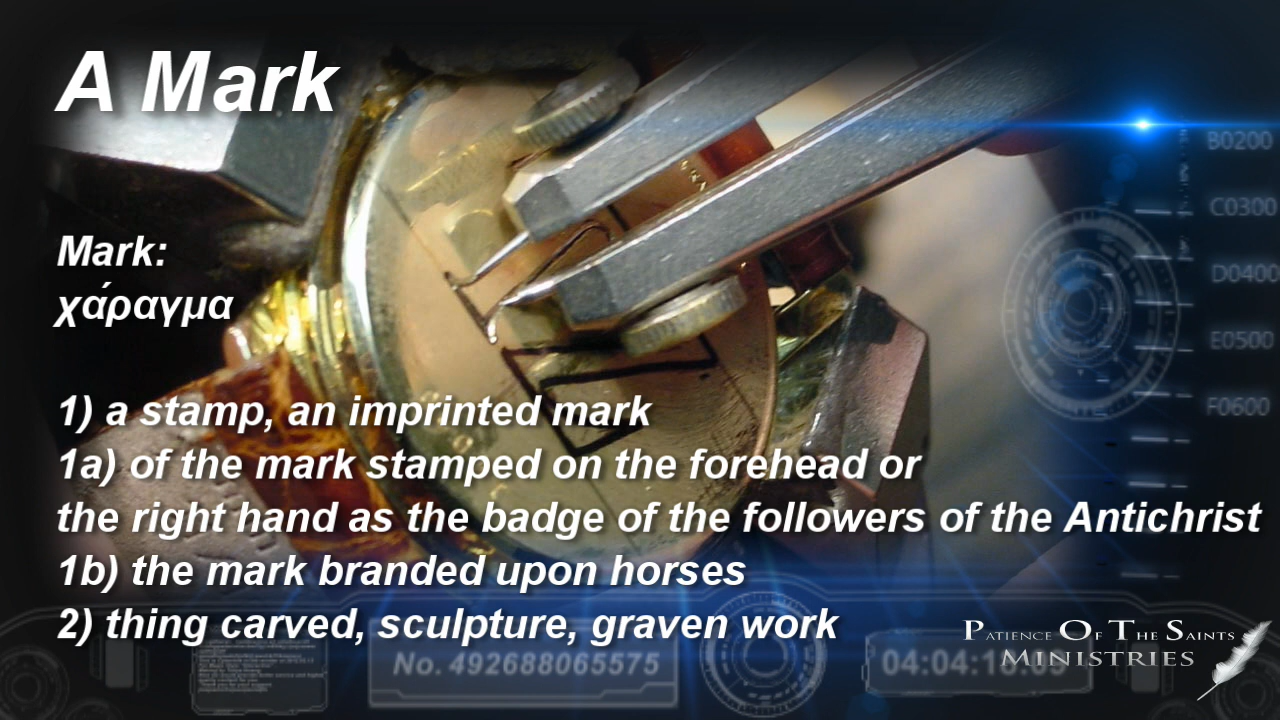 A Mark
Mark:
χάραγμα
1) a stamp, an imprinted mark
1a) of the mark stamped on the forehead or
the right hand as the badge of the followers of the Antichrist
1b) the mark branded upon horses
2) thing carved, sculpture, graven work
B0200
C0300
D0400
E0500
F0600
No. 492688065575
PATIENCE OF THE SAINTS
MINISTRIES